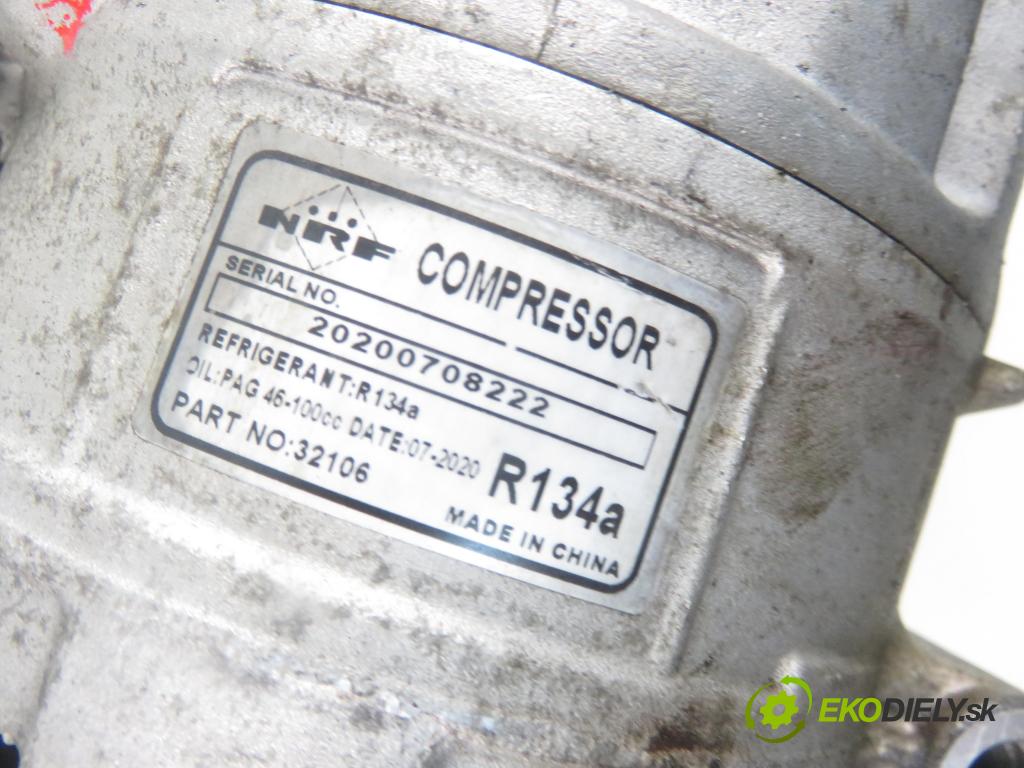 NRF COMPRESSOR
SERIAL NO.
20200708222
REFRIGERANT:R134a
OIL:PAG 46-100cc DATE:07-2020
PART NO:32106
R134a
MADE IN CHINA
EKODIELY.sk